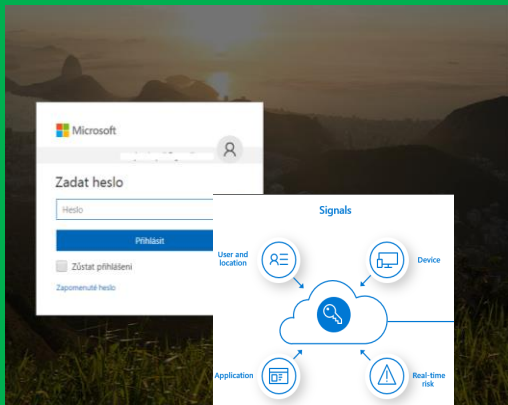 Microsoft
Zadat heslo
Heslo
Přihlásit
Zůstat přihlášeni
Zapomenuté heslo
Signals
User and
location
Device
Application
Real-time
risk